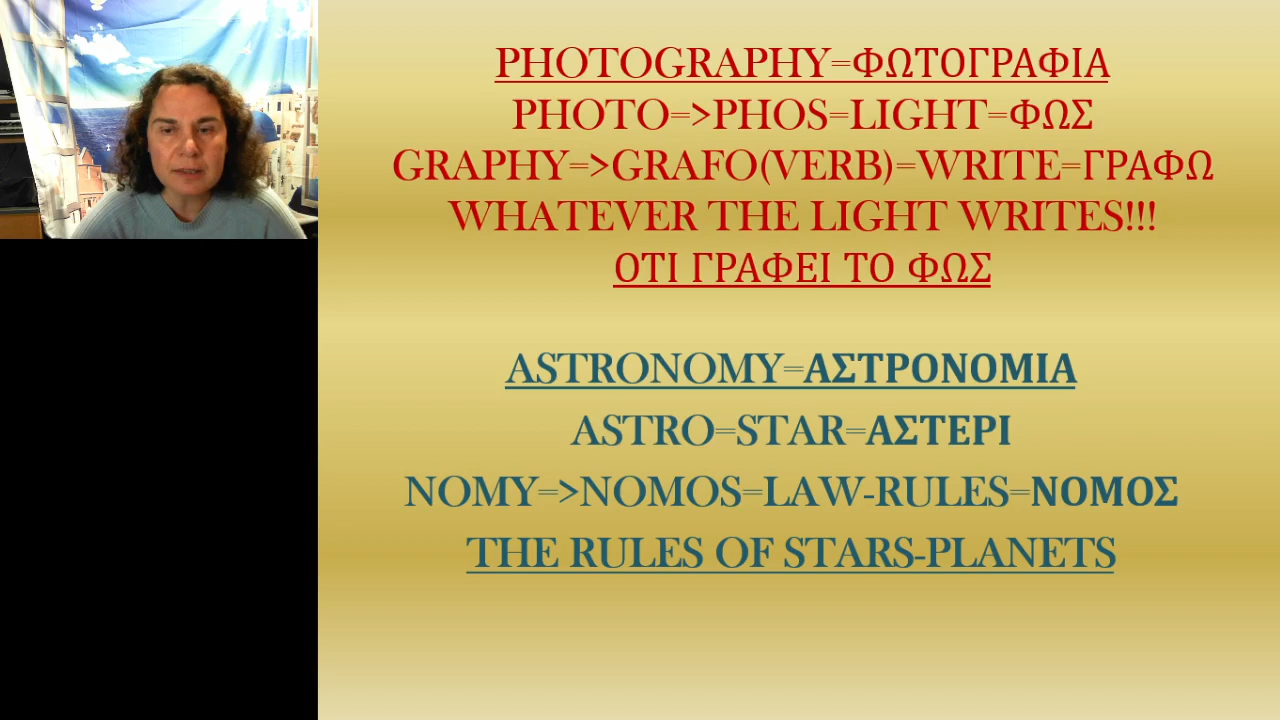 PHOTOGRAPHY=ΦΩΤΟΓΡΑΦΙΑ
PHOTO=>PHOS=LIGHT=ΦΩΣ
GRAPHY=>GRAFO(VERB)=WRITE=ΓΡΑΦΩ
WHATEVER THE LIGHT WRITES!!!
ΟΤΙ ΓΡΑΦΕΙ ΤΟ ΦΩΣ
ASTRONOMY=ΑΣΤΡΟΝΟΜΙΑ
ASTRO=STAR=ΑΣΤΕΡΙ
NOMY=>NOMOS=LAW-RULES=ΝΟΜΟΣ
THE RULES OF STARS-PLANETS